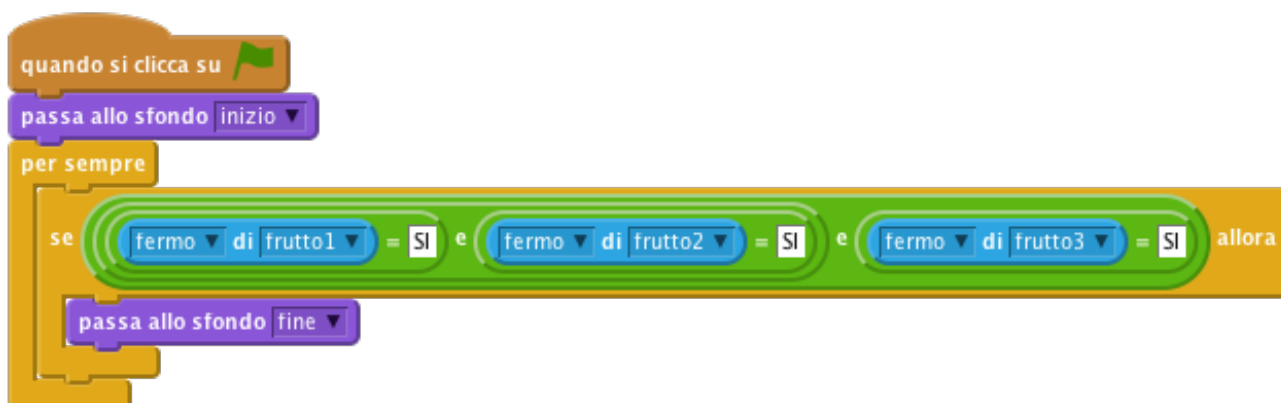 quando si clicca su
passa allo sfondo inizio
per sempre
se fermo di frutto1 = SI e fermo di frutto2 = SI e fermo di frutto3 = SI allora
passa allo sfondo fine